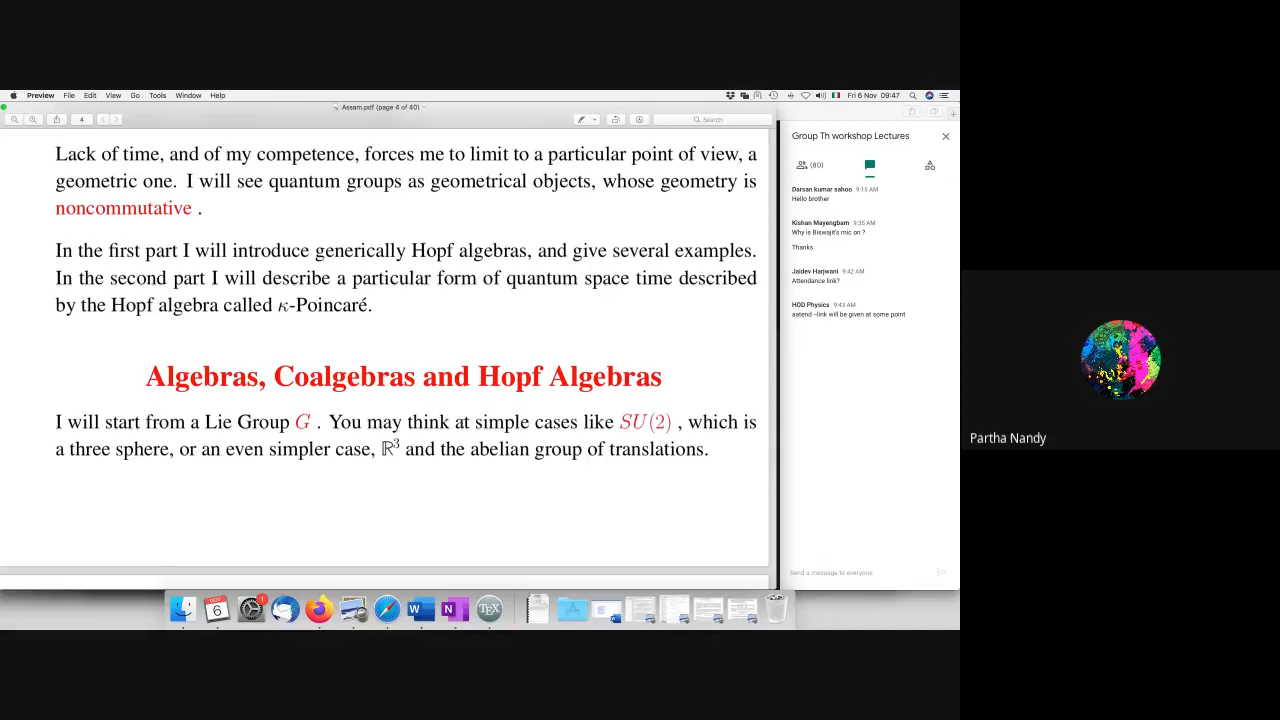 Preview File Edit View Go Tools Window Help Fri 6 Nov 09:47
Assam.pdf (page 4 of 40)
4 Search
Lack of time, and of my competence, forces me to limit to a particular point of view, a
geometric one. I will see quantum groups as geometrical objects, whose geometry is
noncommutative .
In the first part I will introduce generically Hopf algebras, and give several examples.
In the second part I will describe a particular form of quantum space time described
by the Hopf algebra called κ-Poincaré.
Algebras, Coalgebras and Hopf Algebras
I will start from a Lie Group G . You may think at simple cases like SU(2) , which is
a three sphere, or an even simpler case, ℝ³ and the abelian group of translations.
Group Th workshop Lectures
(80)
Darsan kumar sahoo 9:15 AM
Hello brother
Kishan Mayengbam 9:35 AM
Why is Biswajit's mic on ?
Thanks
Jaidev Harjwani 9:42 AM
Attendance link?
HOD Physics 9:43 AM
aatend --link will be given at some point
Send a message to everyone
Partha Nandy
NOV
6
1
W
N
TEX